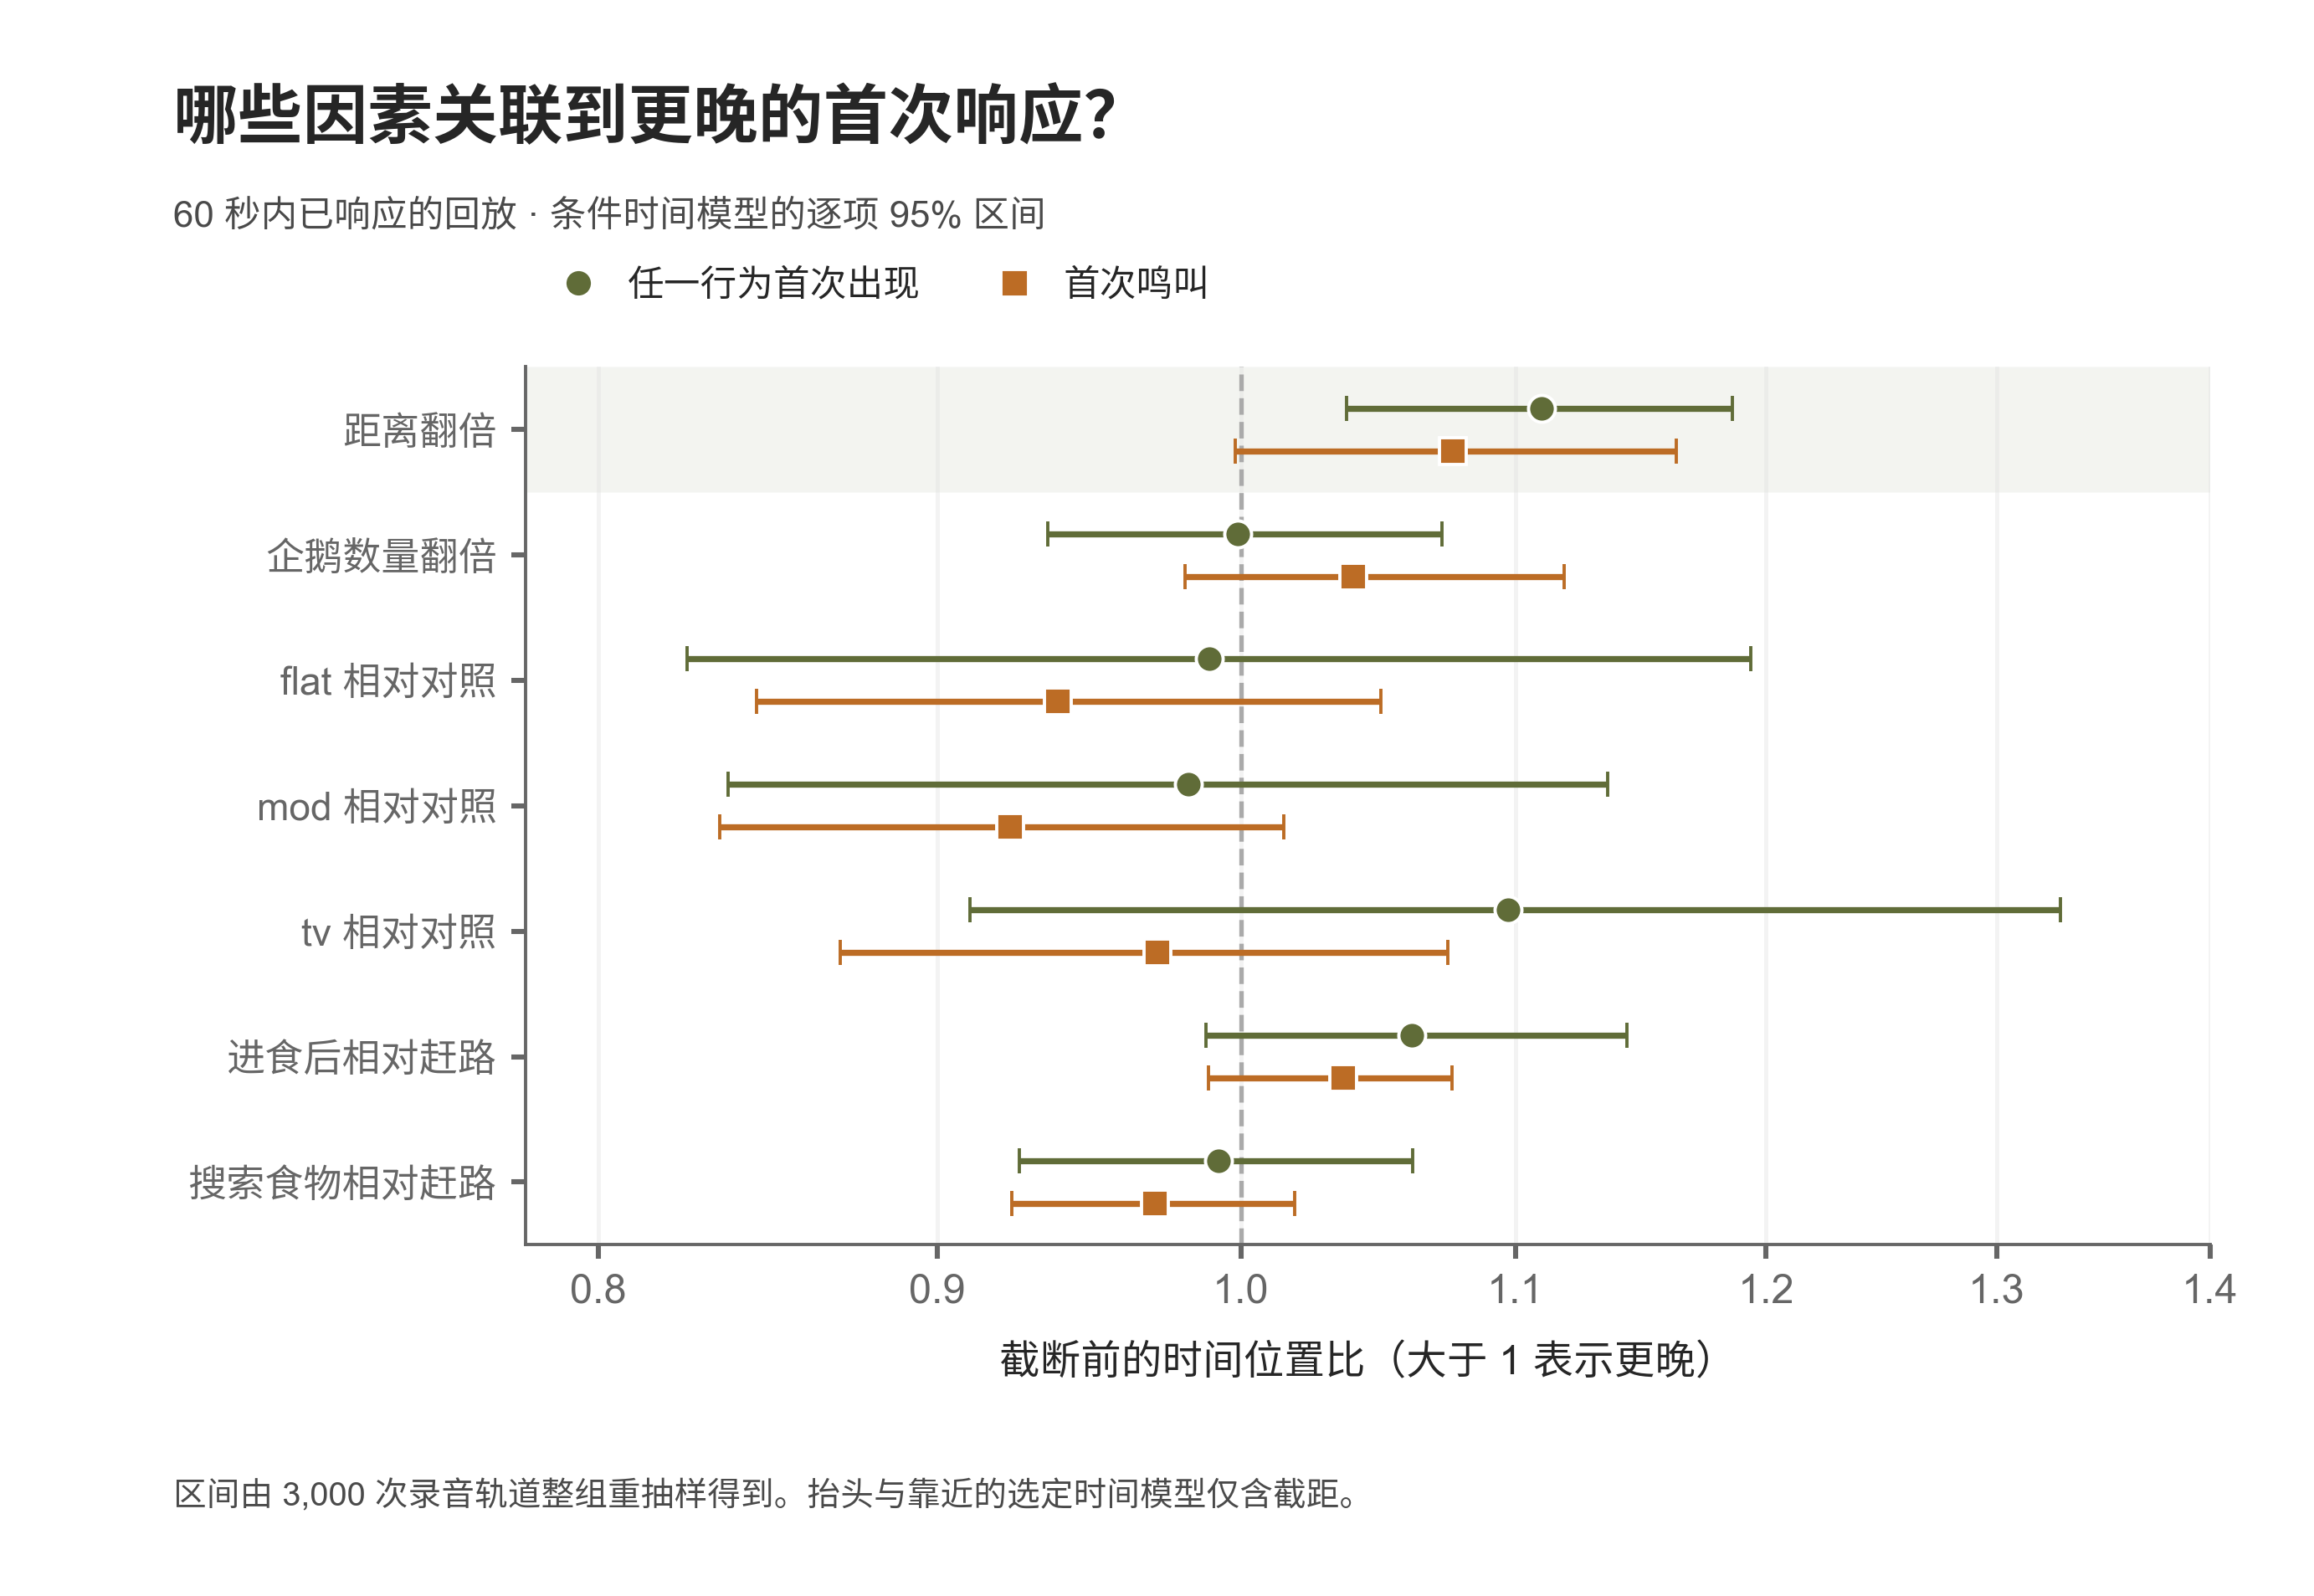 哪些因素关联到更晚的首次响应？
60 秒内已响应的回放 · 条件时间模型的逐项 95% 区间
任一行为首次出现 首次鸣叫
距离翻倍
企鹅数量翻倍
flat 相对对照
mod 相对对照
tv 相对对照
进食后相对赶路
搜索食物相对赶路
0.8 0.9 1.0 1.1 1.2 1.3 1.4
截断前的时间位置比（大于 1 表示更晚）
区间由 3,000 次录音轨道整组重抽样得到。抬头与靠近的选定时间模型仅含截距。